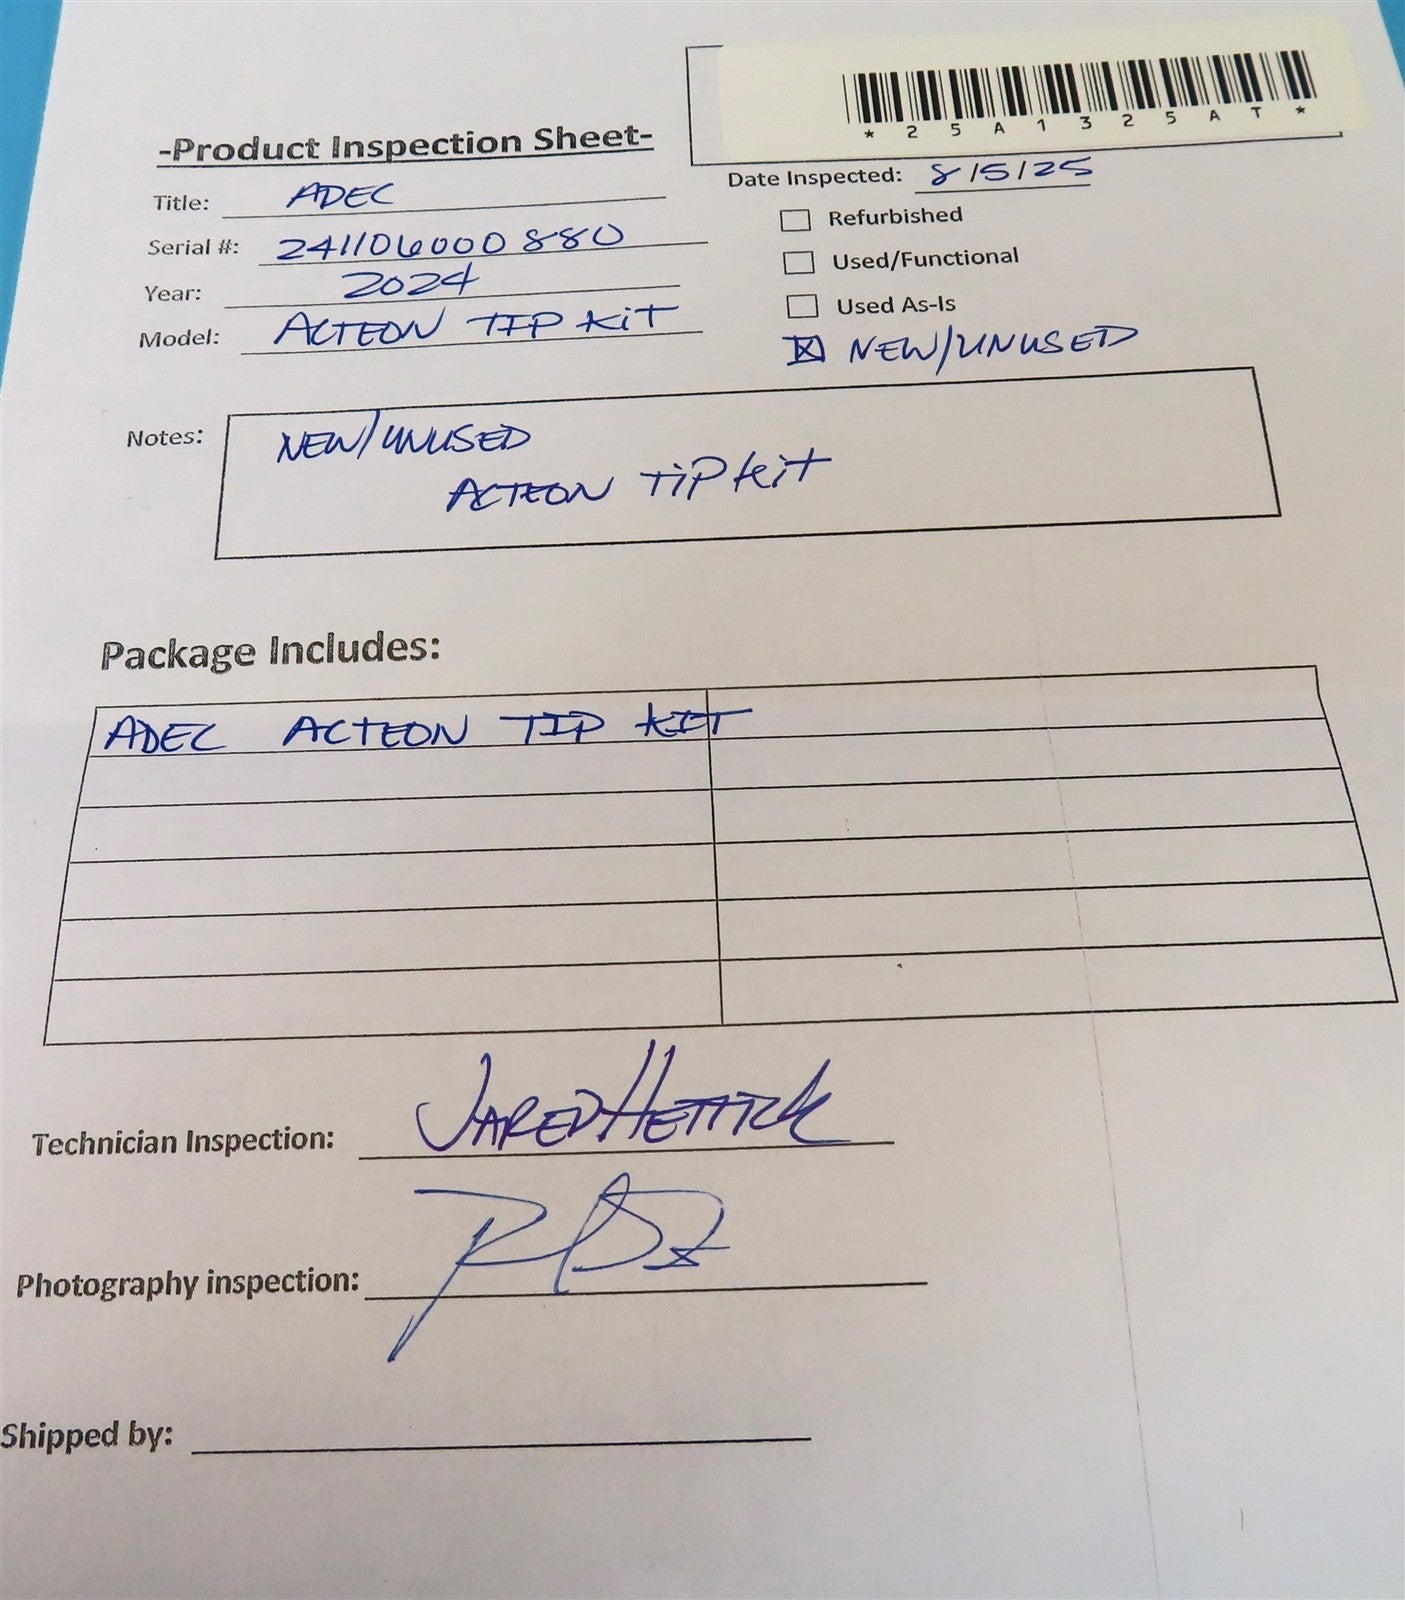 *25A1325AT*
-Product Inspection Sheet-
Title: ADEC
Serial #: 241106000880
Year: 2024
Model: ACTEON TIP KIT
Date Inspected: 8/5/25
Refurbished
Used/Functional
Used As-Is
NEW/UNUSED
Notes: NEW/UNUSED
ACTEON TIP KIT
Package Includes:
ADEC ACTEON TIP KIT
Technician Inspection: JARED HETTICK
Photography inspection:
Shipped by: